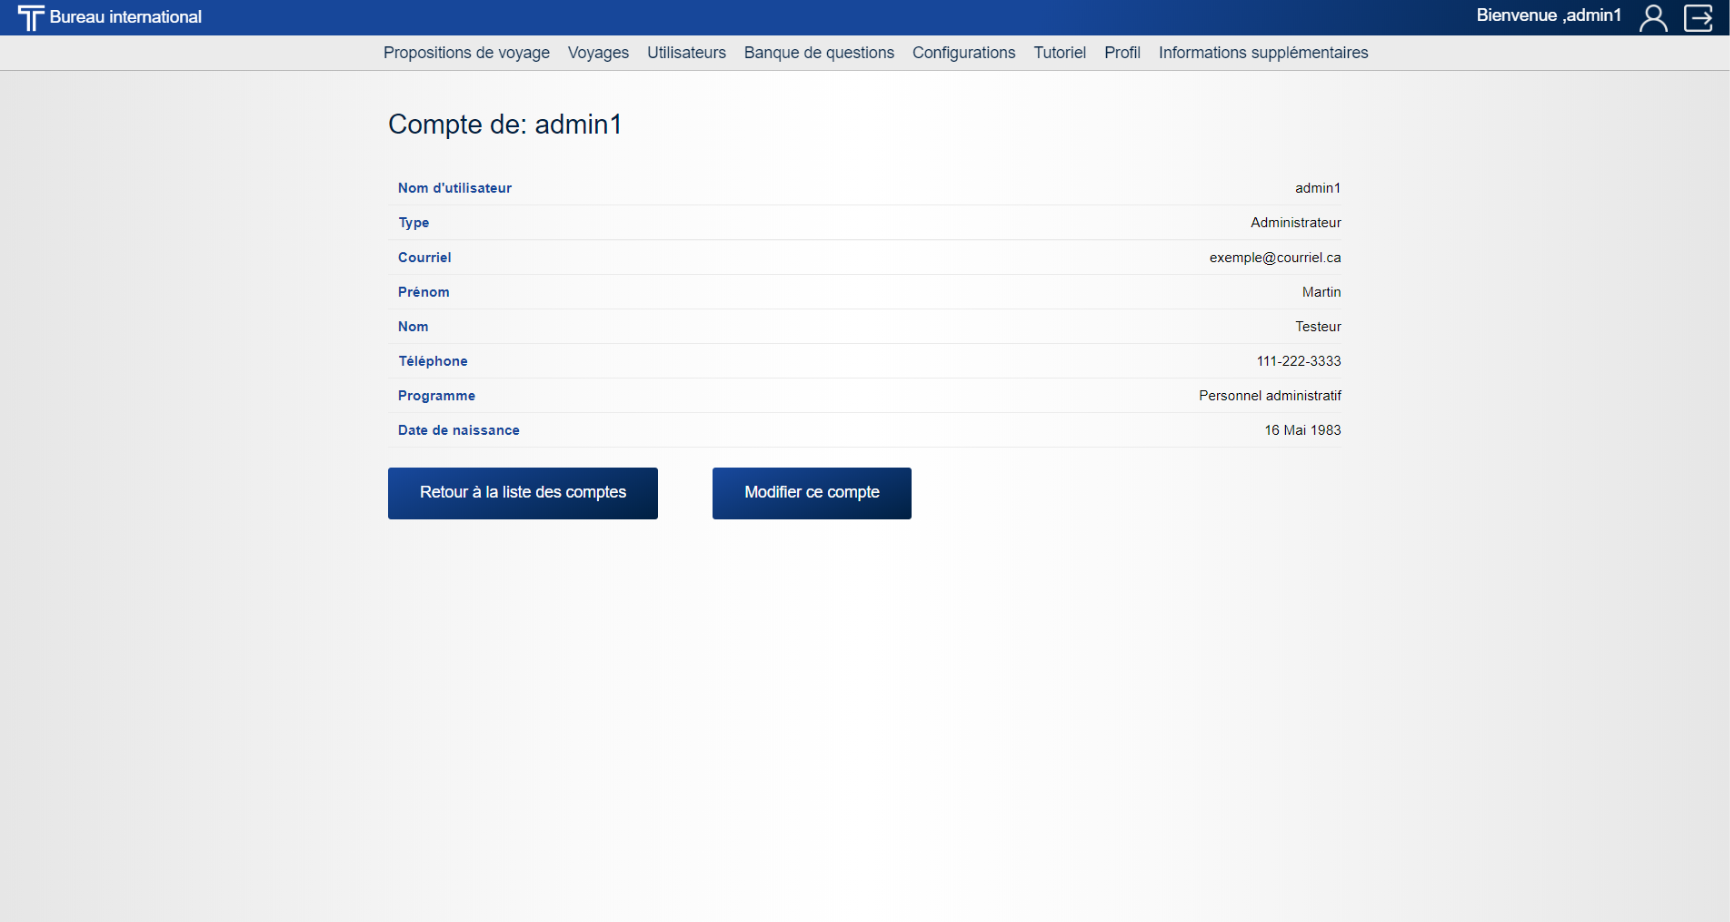 Bureau international
Bienvenue ,admin1
Propositions de voyage Voyages Utilisateurs Banque de questions Configurations Tutoriel Profil Informations supplémentaires
Compte de: admin1
Nom d'utilisateur admin1
Type Administrateur
Courriel exemple@courriel.ca
Prénom Martin
Nom Testeur
Téléphone 111-222-3333
Programme Personnel administratif
Date de naissance 16 Mai 1983
Retour à la liste des comptes Modifier ce compte